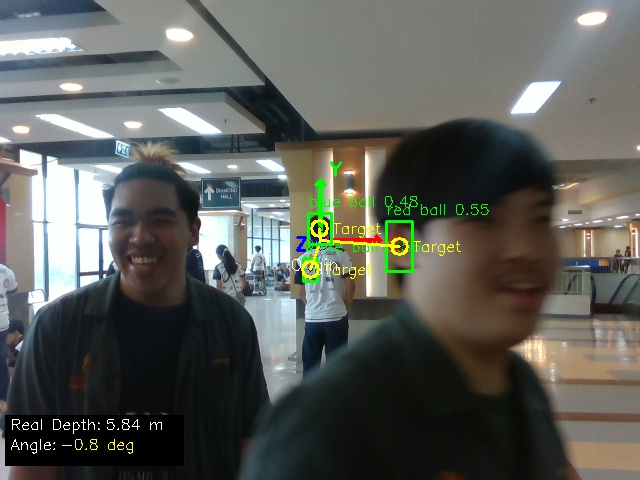 DIAMOND
HALL
Y
blue ball 0.48
red ball 0.55
Target
Z
Target
Target
Real Depth: 5.84 m
Angle: −0.8 deg